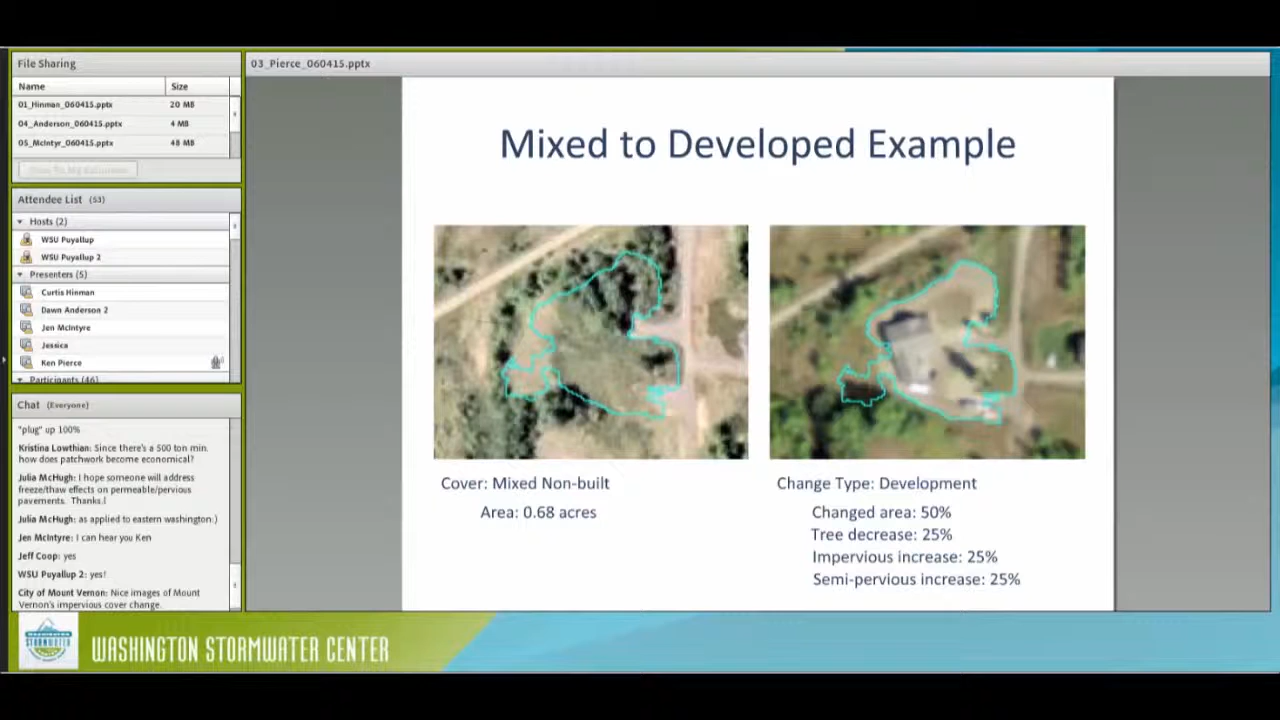 File Sharing
Name Size
01_Hinman_060415.pptx 20 MB
04_Anderson_060415.pptx 4 MB
05_McIntyr_060415.pptx 48 MB
Attendee List (53)
Hosts (2)
WSU Puyallup
WSU Puyallup 2
Presenters (5)
Curtis Hinman
Dawn Anderson 2
Jen McIntyre
Jessica
Ken Pierce
Participants (46)
Chat (Everyone)
"plug" up 100%
Kristina Lowthian: Since there's a 500 ton min.
how does patchwork become economical?
Julia McHugh: I hope someone will address
freeze/thaw effects on permeable/pervious
pavements. Thanks.!
Julia McHugh: as applied to eastern washington:)
Jen McIntyre: I can hear you Ken
Jeff Coop: yes
WSU Puyallup 2: yes!
City of Mount Vernon: Nice images of Mount
Vernon's impervious cover change.
03_Pierce_060415.pptx
Mixed to Developed Example
Cover: Mixed Non-built
Area: 0.68 acres
Change Type: Development
Changed area: 50%
Tree decrease: 25%
Impervious increase: 25%
Semi-pervious increase: 25%
WASHINGTON STORMWATER CENTER